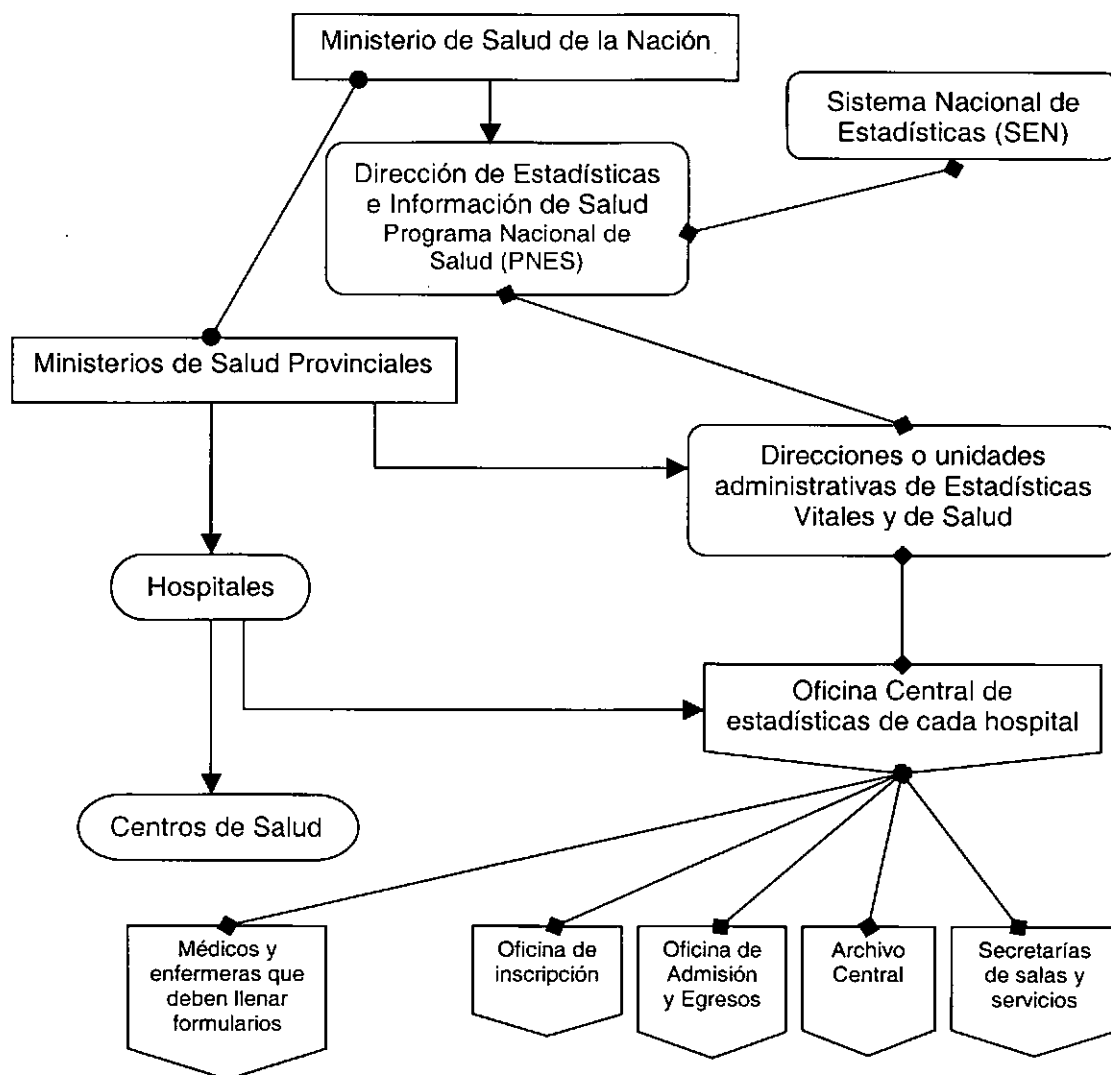 Ministerio de Salud de la Nación
Sistema Nacional de
Estadísticas (SEN)
Dirección de Estadísticas
e Información de Salud
Programa Nacional de
Salud (PNES)
Ministerios de Salud Provinciales
Direcciones o unidades
administrativas de Estadísticas
Vitales y de Salud
Hospitales
Oficina Central de
estadísticas de cada hospital
Centros de Salud
Médicos y
enfermeras que
deben llenar
formularios
Oficina de
inscripción
Oficina de
Admisión
y Egresos
Archivo
Central
Secretarías
de salas y
servicios